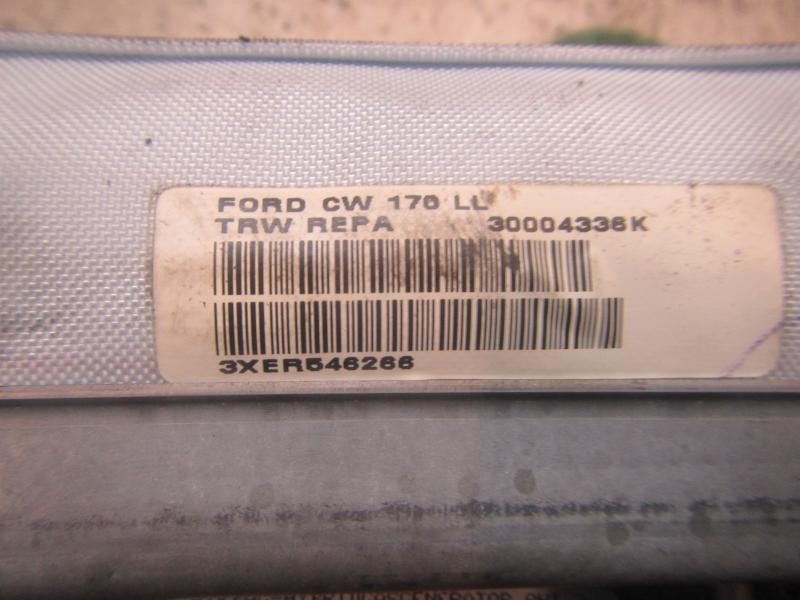 FORD CW 170 LL
TRW REPA 30004336K
3XER546266